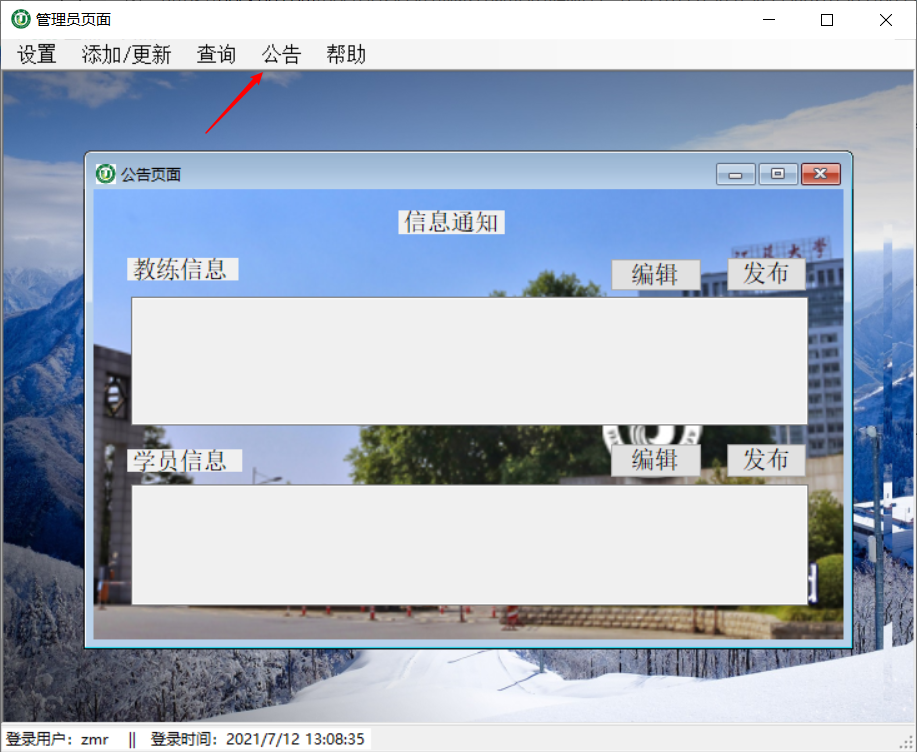 管理员页面
设置 添加/更新 查询 公告 帮助
公告页面
信息通知
教练信息 编辑 发布
学员信息 编辑 发布
登录用户: zmr || 登录时间: 2021/7/12 13:08:35